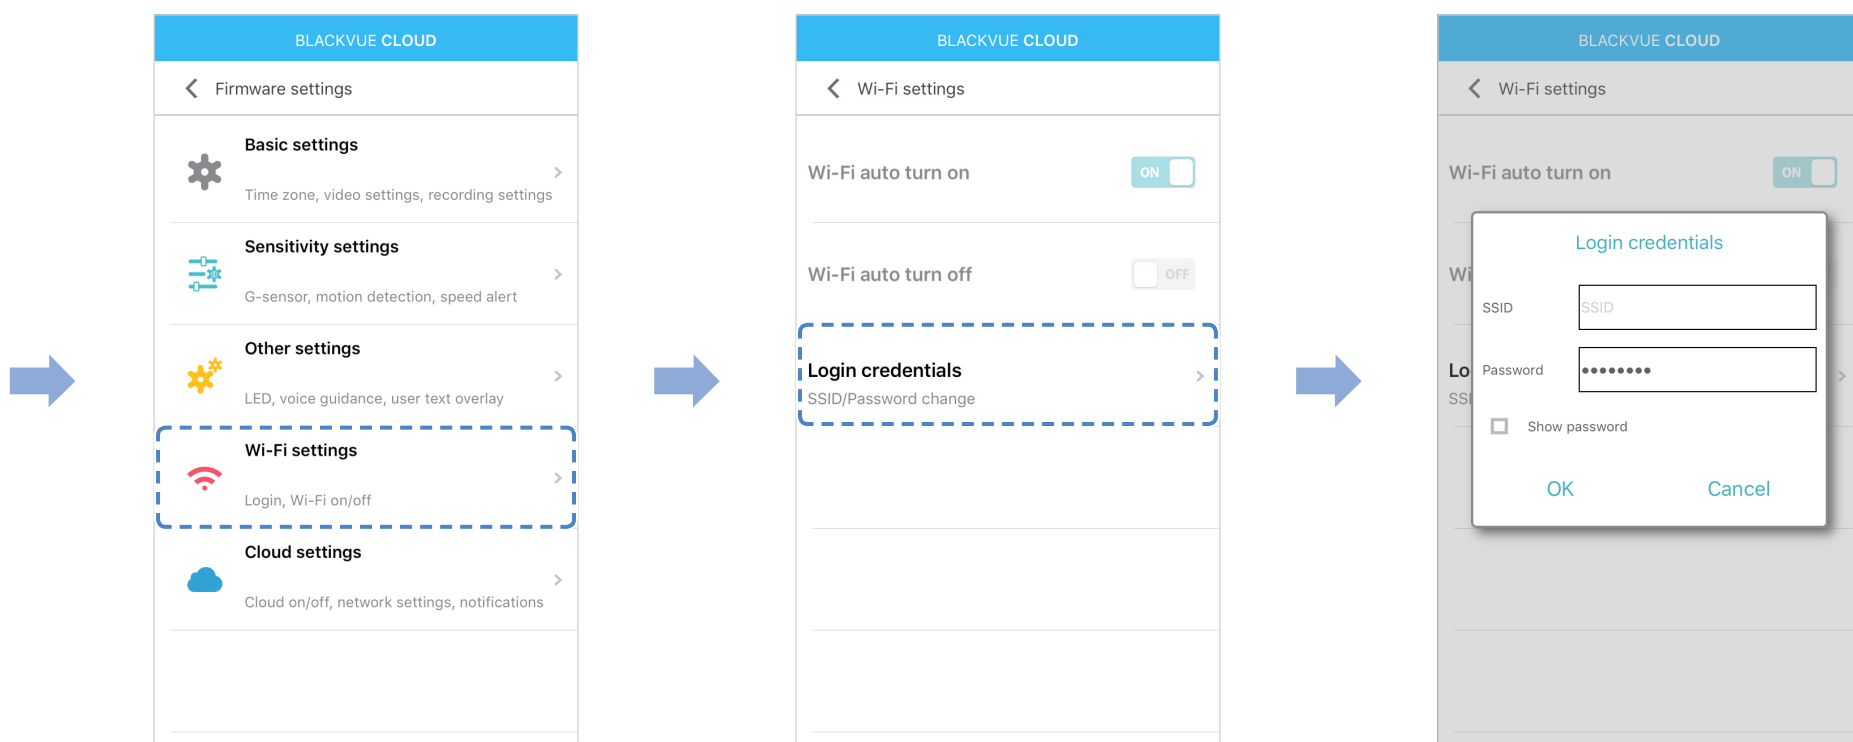 BLACKVUE CLOUD
Firmware settings
Basic settings
Time zone, video settings, recording settings
Sensitivity settings
G-sensor, motion detection, speed alert
Other settings
LED, voice guidance, user text overlay
Wi-Fi settings
Login, Wi-Fi on/off
Cloud settings
Cloud on/off, network settings, notifications
BLACKVUE CLOUD
Wi-Fi settings
Wi-Fi auto turn on
ON
Wi-Fi auto turn off
OFF
Login credentials
SSID/Password change
BLACKVUE CLOUD
Wi-Fi settings
Wi-Fi auto turn on
ON
Wi
Lo
SSI
Login credentials
SSID
SSID
Password
••••••••
Show password
OK
Cancel